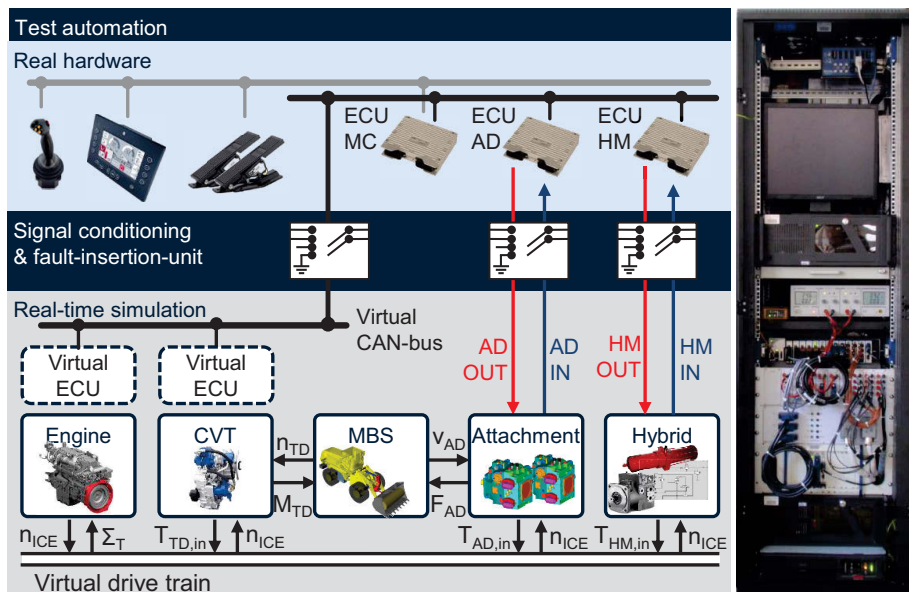 Test automation
Real hardware
ECU
MC
ECU
AD
ECU
HM
Signal conditioning
& fault-insertion-unit
Real-time simulation
Virtual
CAN-bus
Virtual
ECU
Virtual
ECU
AD
OUT
AD
IN
HM
OUT
HM
IN
Engine
CVT
MBS
Attachment
Hybrid
nTD
MTD
vAD
FAD
nICE
ΣT
TTD,in
nICE
TAD,in
nICE
THM,in
nICE
Virtual drive train